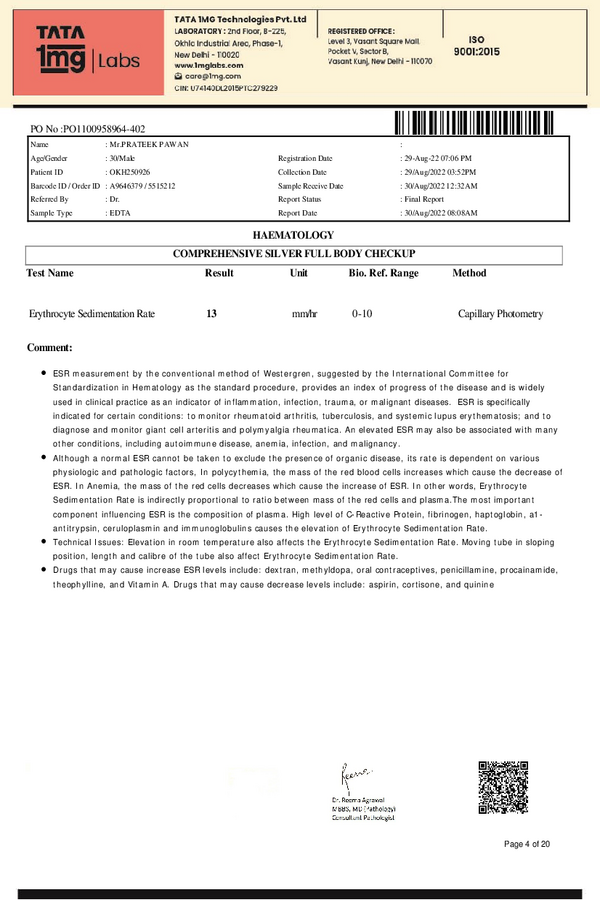 TATA
1mg Labs
TATA 1MG Technologies Pvt. Ltd
LABORATORY : 2nd Floor, B-225,
Okhla Industrial Area, Phase-1,
New Delhi - 110020
www.1mglabs.com
care@1mg.com
CIN: U74140DL2015PTC279229
REGISTERED OFFICE :
Level 3, Vasant Square Mall,
Pocket V, Sector B,
Vasant Kunj, New Delhi - 110070
ISO
9001:2015
PO No :PO1100958964-402
Name : Mr.PRATEEK PAWAN :
Age/Gender : 30/Male Registration Date : 29-Aug-22 07:06 PM
Patient ID : OKH250926 Collection Date : 29/Aug/2022 03:52PM
Barcode ID / Order ID : A9646379 / 5515212 Sample Receive Date : 30/Aug/2022 12:32AM
Referred By : Dr. Report Status : Final Report
Sample Type : EDTA Report Date : 30/Aug/2022 08:08AM
HAEMATOLOGY
COMPREHENSIVE SILVER FULL BODY CHECKUP
Test Name Result Unit Bio. Ref. Range Method
Erythrocyte Sedimentation Rate 13 mm/hr 0-10 Capillary Photometry
Comment:
● ESR measurement by the conventional method of Westergren, suggested by the International Committee for
Standardization in Hematology as the standard procedure, provides an index of progress of the disease and is widely
used in clinical practice as an indicator of inflammation, infection, trauma, or malignant diseases. ESR is specifically
indicated for certain conditions: to monitor rheumatoid arthritis, tuberculosis, and systemic lupus erythematosis; and to
diagnose and monitor giant cell arteritis and polymyalgia rheumatica. An elevated ESR may also be associated with many
other conditions, including autoimmune disease, anemia, infection, and malignancy.
● Although a normal ESR cannot be taken to exclude the presence of organic disease, its rate is dependent on various
physiologic and pathologic factors, In polycythemia, the mass of the red blood cells increases which cause the decrease of
ESR. In Anemia, the mass of the red cells decreases which cause the increase of ESR. In other words, Erythrocyte
Sedimentation Rate is indirectly proportional to ratio between mass of the red cells and plasma.The most important
component influencing ESR is the composition of plasma. High level of C-Reactive Protein, fibrinogen, haptoglobin, a1-
antitrypsin, ceruloplasmin and immunoglobulins causes the elevation of Erythrocyte Sedimentation Rate.
● Technical Issues: Elevation in room temperature also affects the Erythrocyte Sedimentation Rate. Moving tube in sloping
position, length and calibre of the tube also affect Erythrocyte Sedimentation Rate.
● Drugs that may cause increase ESR levels include: dextran, methyldopa, oral contraceptives, penicillamine, procainamide,
theophylline, and Vitamin A. Drugs that may cause decrease levels include: aspirin, cortisone, and quinine
Reema
Dr. Reema Agrawal
MBBS, MD (Pathology)
Consultant Pathologist
Page 4 of 20